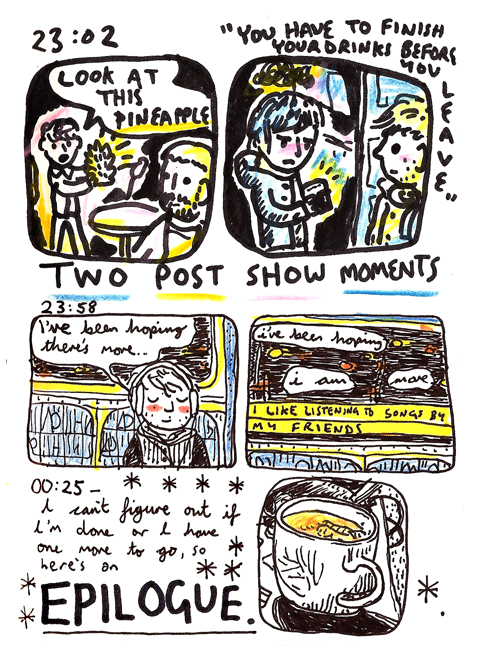 23:02
"YOU HAVE TO FINISH
YOUR DRINKS BEFORE
YOU
LEAVE"
LOOK AT
THIS
PINEAPPLE
TWO POST SHOW MOMENTS
23:58
I've been hoping
there's more...
i've been hoping
i am
more
I LIKE LISTENING TO SONGS BY
MY FRIENDS
00:25 –
I can't figure out if
I'm done or I have
one more to go, so
here's an
EPILOGUE.